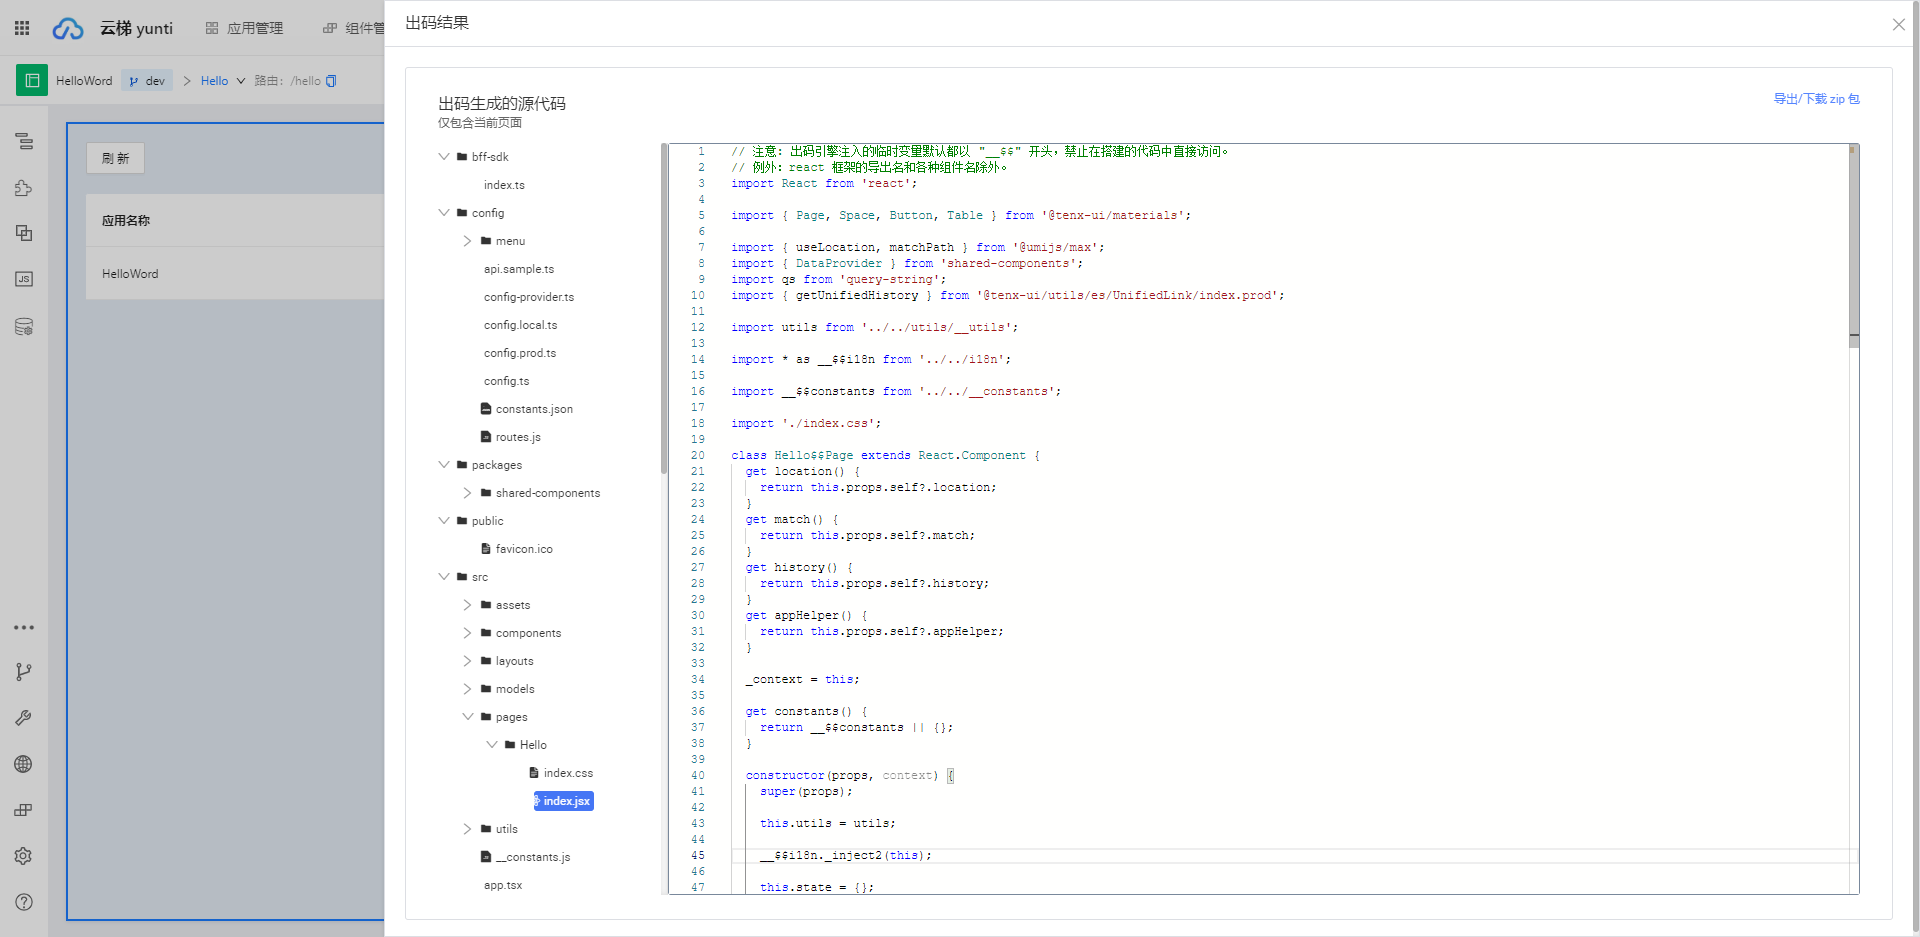 云梯 yunti
应用管理
组件管
HelloWord
dev
Hello
路由: /hello
刷 新
应用名称
HelloWord
JS
出码结果
出码生成的源代码
仅包含当前页面
导出/下载 zip 包
bff-sdk
index.ts
config
menu
api.sample.ts
config-provider.ts
config.local.ts
config.prod.ts
config.ts
constants.json
routes.js
packages
shared-components
public
favicon.ico
src
assets
components
layouts
models
pages
Hello
index.css
index.jsx
utils
__constants.js
app.tsx
1 // 注意: 出码引擎注入的临时变量默认都以 "__$$" 开头，禁止在搭建的代码中直接访问。
2 // 例外: react 框架的导出名和各种组件名除外。
3 import React from 'react';
4
5 import { Page, Space, Button, Table } from '@tenx-ui/materials';
6
7 import { useLocation, matchPath } from '@umijs/max';
8 import { DataProvider } from 'shared-components';
9 import qs from 'query-string';
10 import { getUnifiedHistory } from '@tenx-ui/utils/es/UnifiedLink/index.prod';
11
12 import utils from '../../utils/__utils';
13
14 import * as __$$i18n from '../../i18n';
15
16 import __$$constants from '../../__constants';
17
18 import './index.css';
19
20 class Hello$$Page extends React.Component {
21 get location() {
22 return this.props.self?.location;
23 }
24 get match() {
25 return this.props.self?.match;
26 }
27 get history() {
28 return this.props.self?.history;
29 }
30 get appHelper() {
31 return this.props.self?.appHelper;
32 }
33
34 _context = this;
35
36 get constants() {
37 return __$$constants || {};
38 }
39
40 constructor(props, context) {
41 super(props);
42
43 this.utils = utils;
44
45 __$$i18n._inject2(this);
46
47 this.state = {};